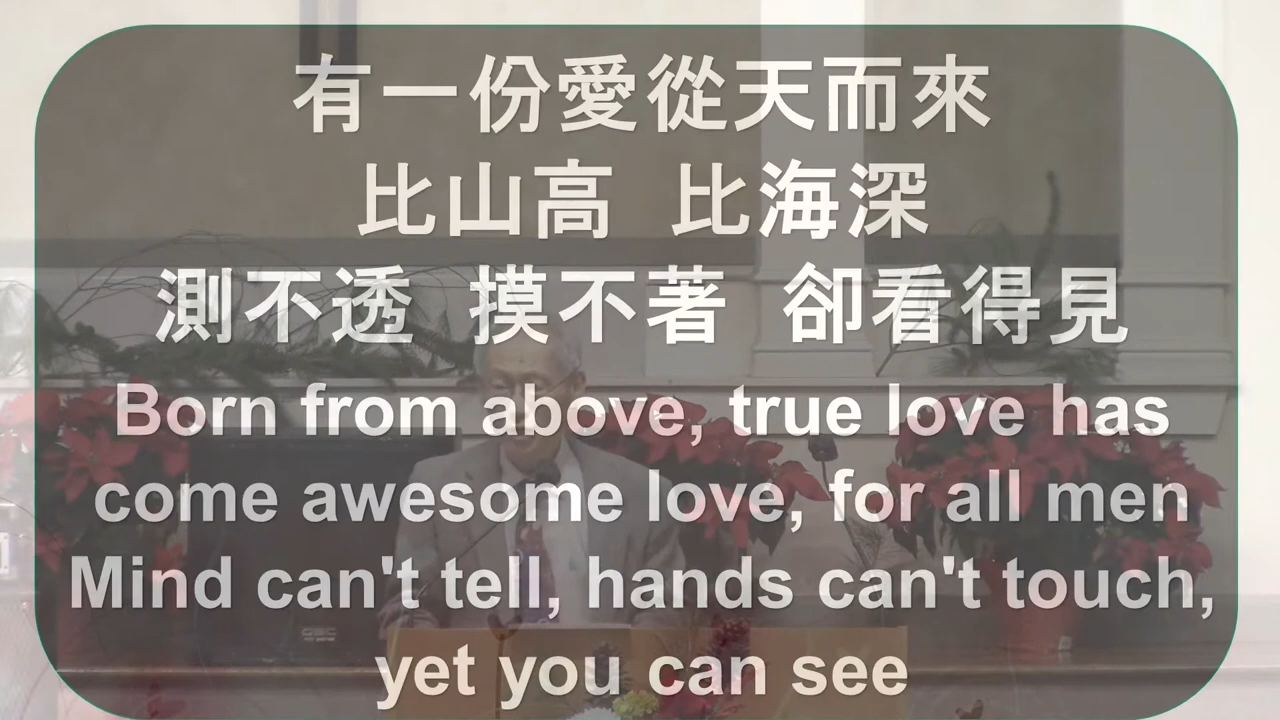 有一份愛從天而來
比山高 比海深
測不透 摸不著 卻看得見
Born from above, true love has
come awesome love, for all men
Mind can't tell, hands can't touch,
yet you can see